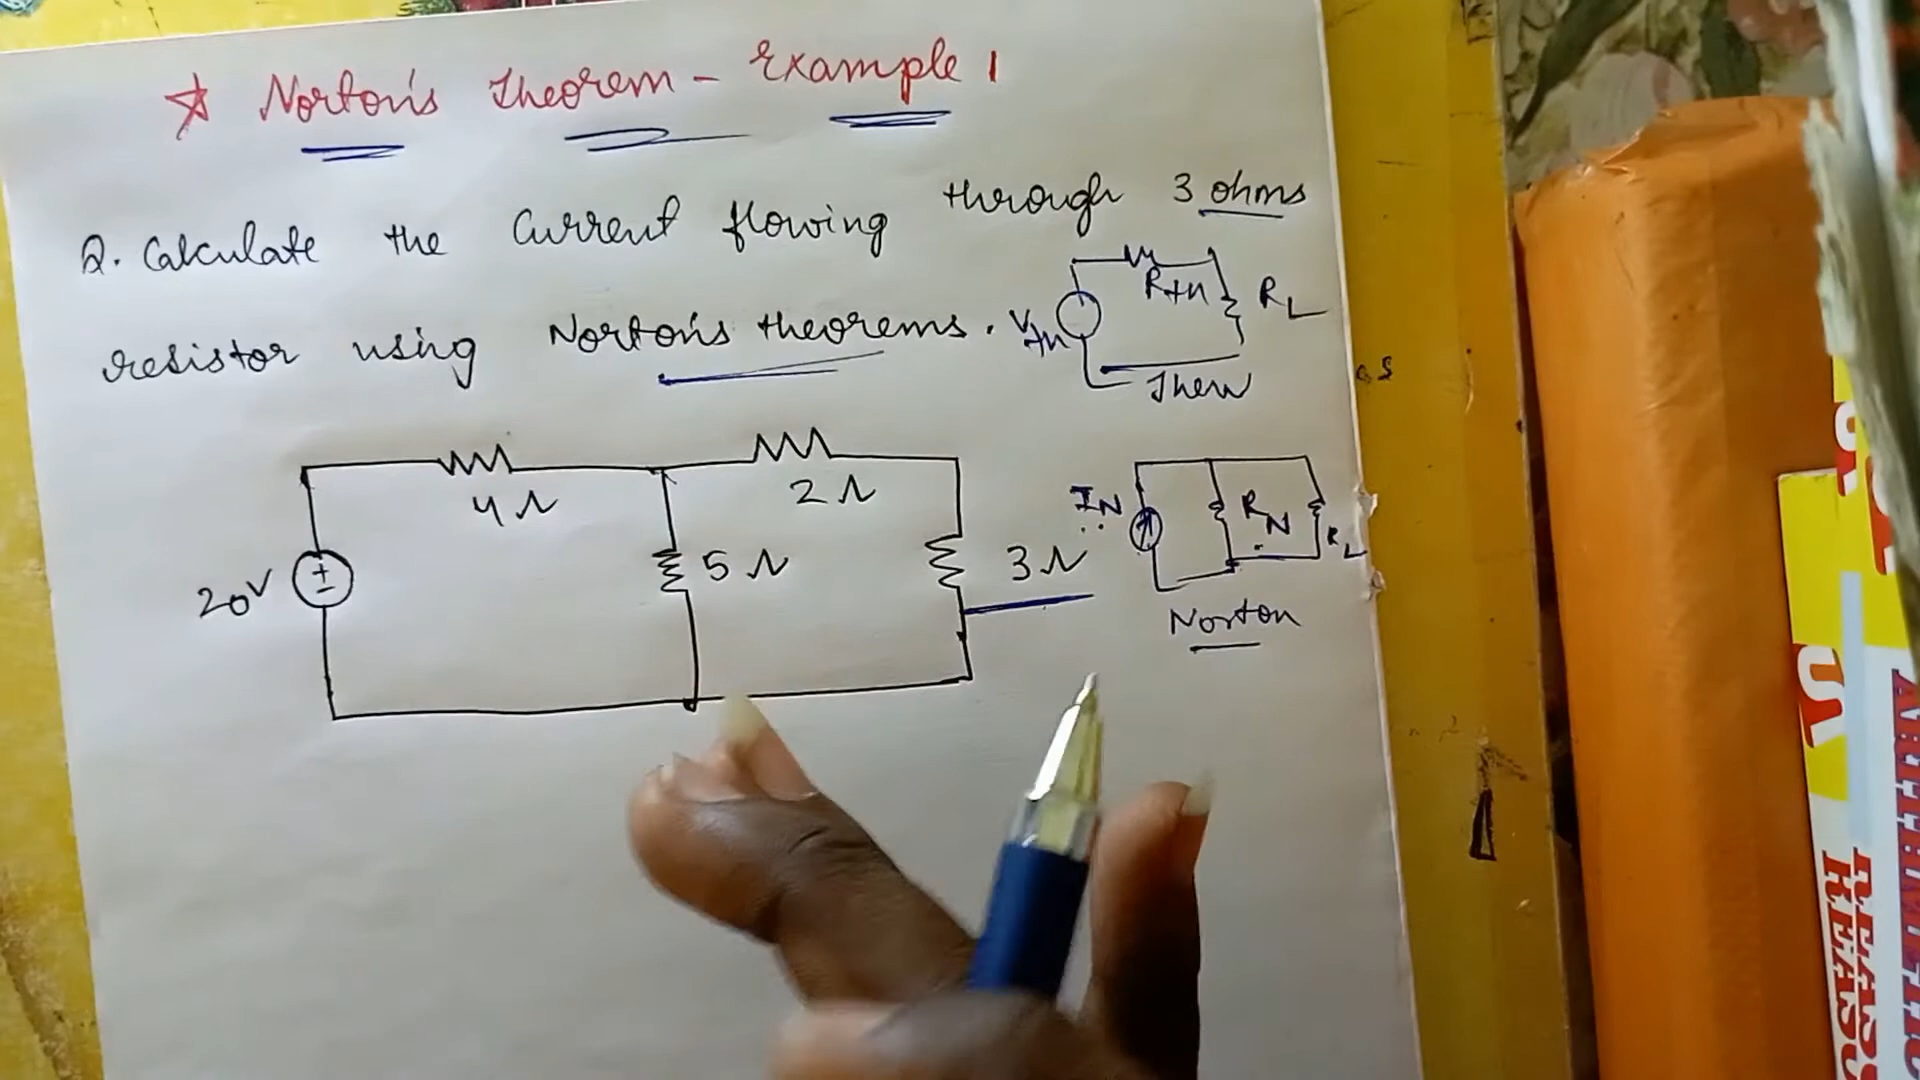 ☆ Norton's Theorem - Example 1
Q. Calculate the Current flowing through 3 ohms
resistor using Norton's theorems.
Rth
RL
Vth
Thev
4Ω
2Ω
20V
+
-
5Ω
3Ω
IN
RN
RL
Norton